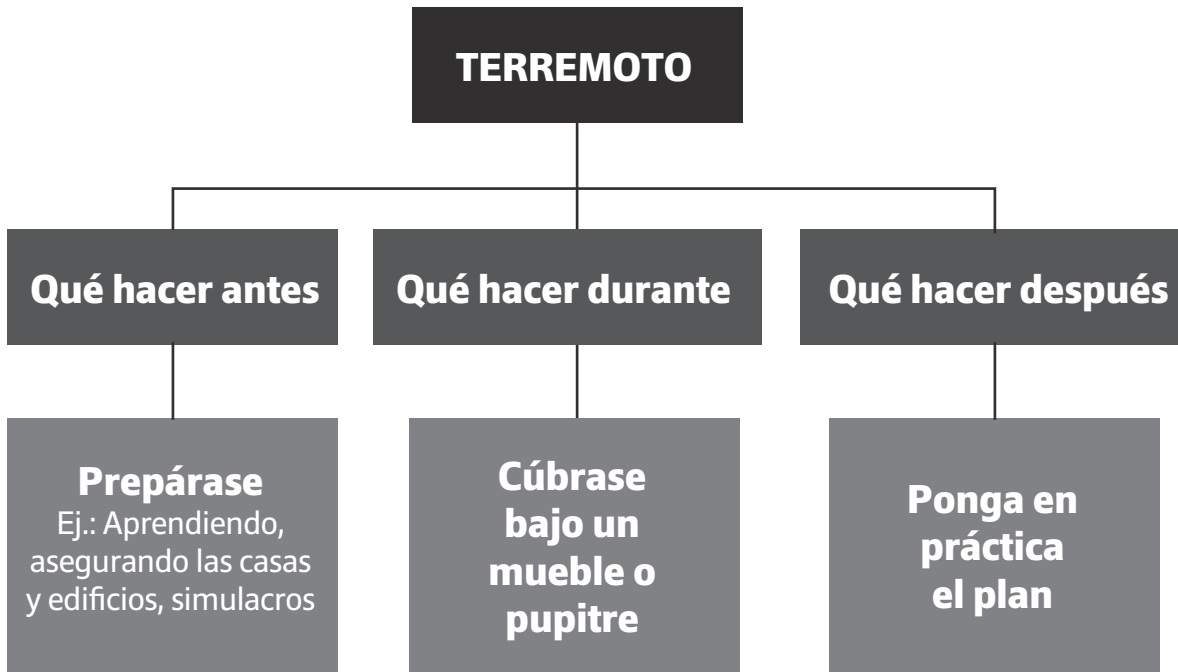 TERREMOTO
Qué hacer antes
Qué hacer durante
Qué hacer después
Prepárase
Ej.: Aprendiendo,
asegurando las casas
y edificios, simulacros
Cúbrase
bajo un
mueble o
pupitre
Ponga en
práctica
el plan